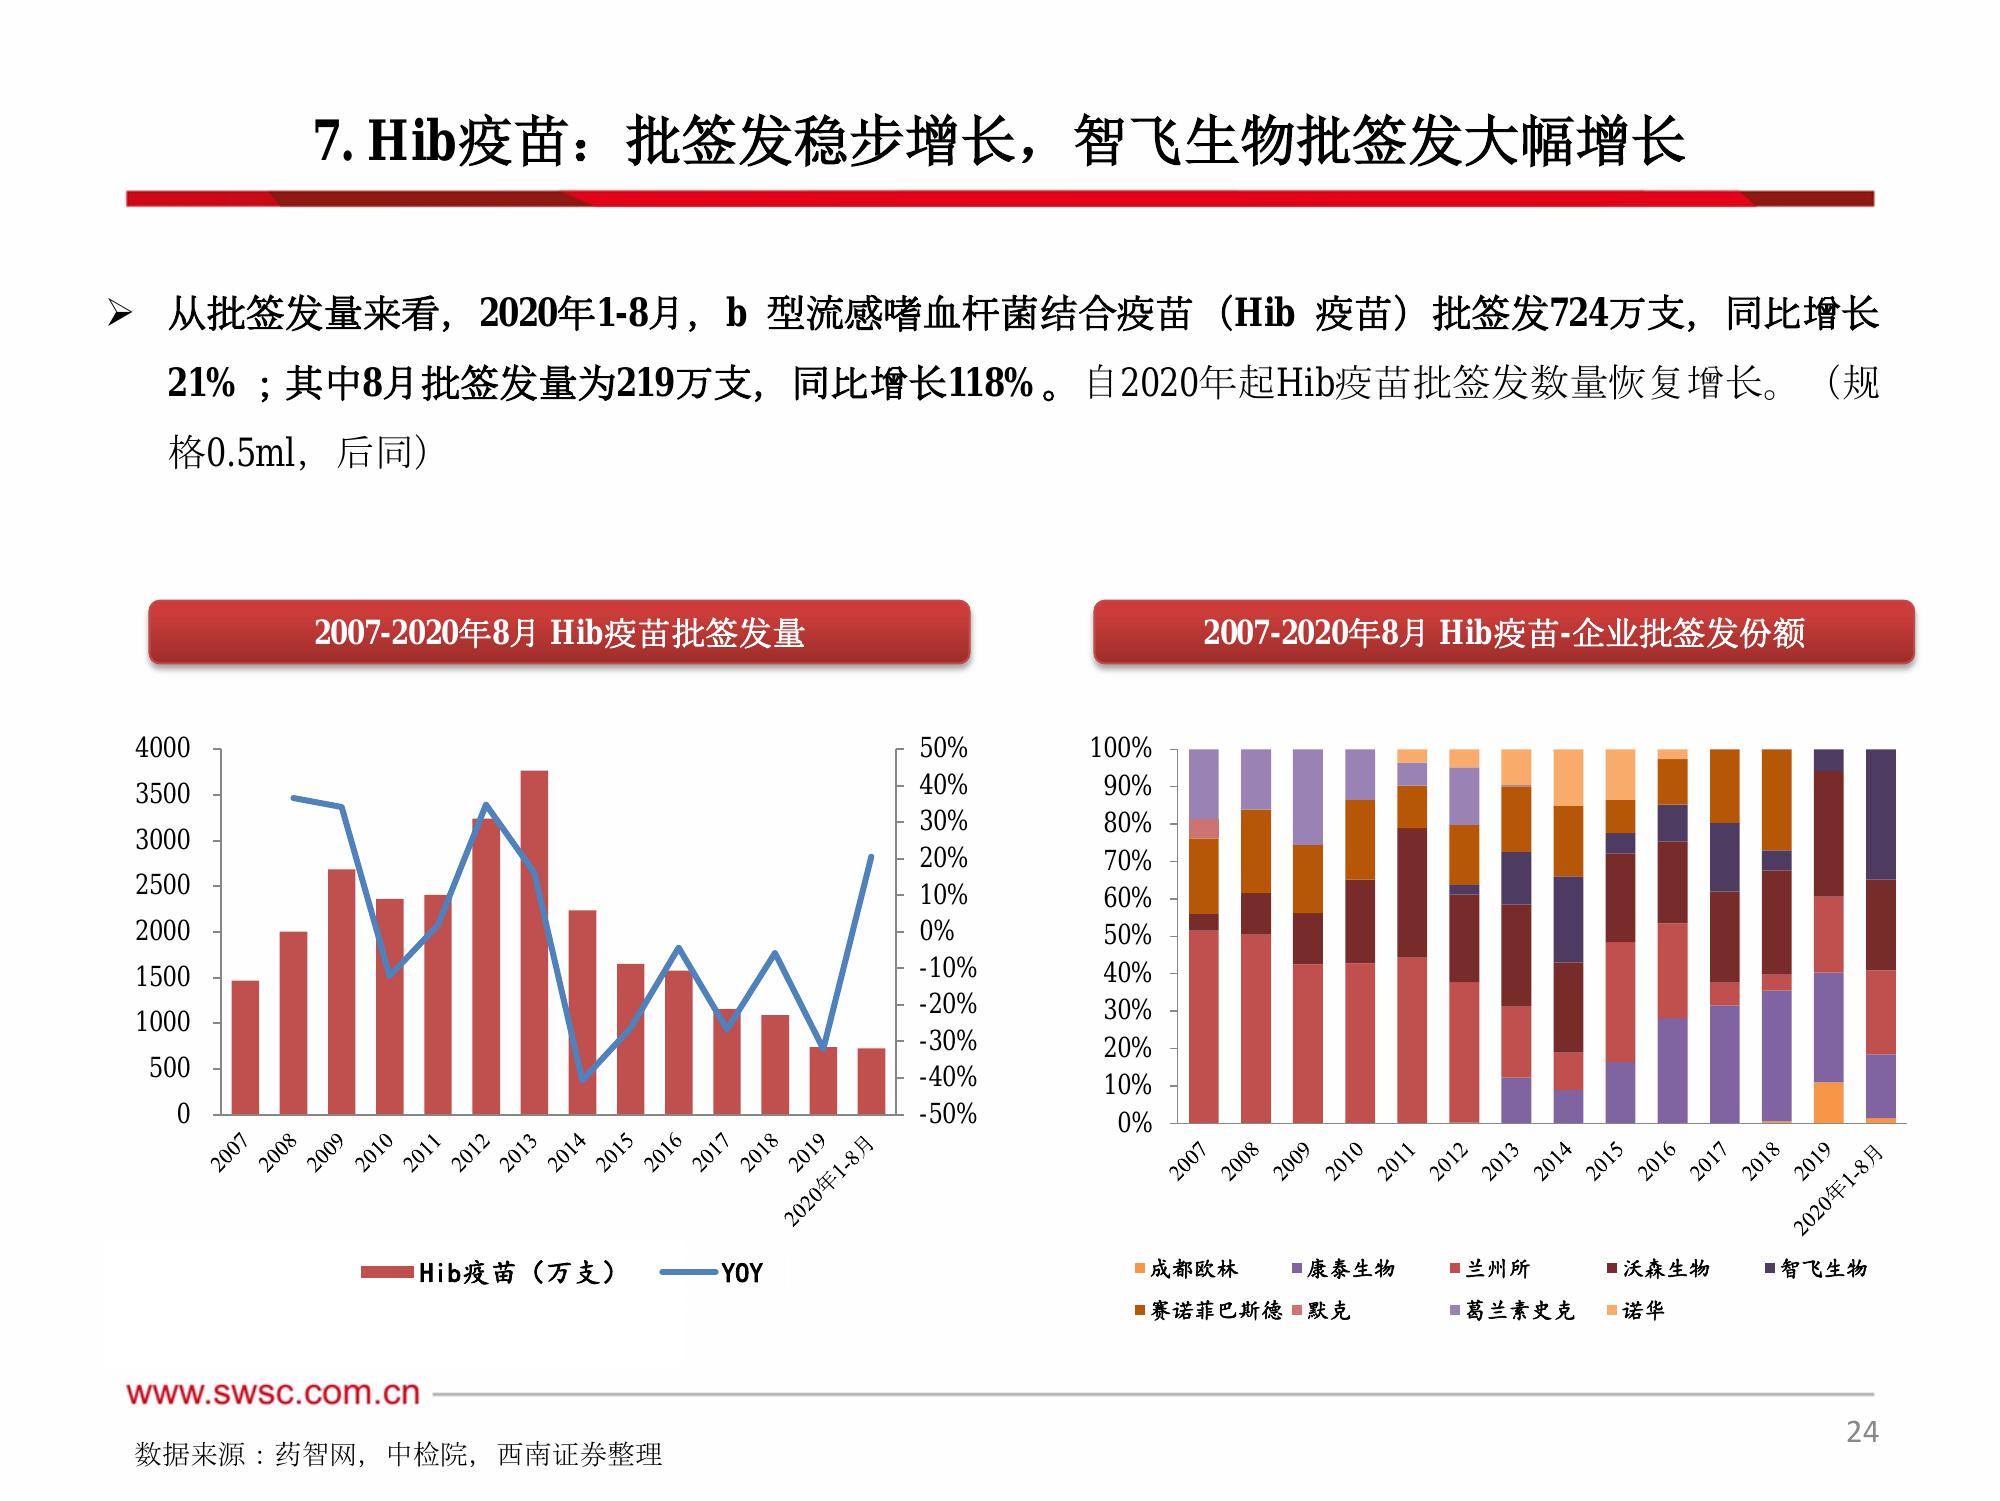 7. Hib疫苗：批签发稳步增长，智飞生物批签发大幅增长
➢ 从批签发量来看，2020年1-8月，b 型流感嗜血杆菌结合疫苗（Hib 疫苗）批签发724万支，同比增长
21%；其中8月批签发量为219万支，同比增长118%。自2020年起Hib疫苗批签发数量恢复增长。（规
格0.5ml，后同）
2007-2020年8月 Hib疫苗批签发量
4000
3500
3000
2500
2000
1500
1000
500
0
50%
40%
30%
20%
10%
0%
-10%
-20%
-30%
-40%
-50%
2007 2008 2009 2010 2011 2012 2013 2014 2015 2016 2017 2018 2019 2020年1-8月
Hib疫苗（万支） YOY
2007-2020年8月 Hib疫苗-企业批签发份额
100%
90%
80%
70%
60%
50%
40%
30%
20%
10%
0%
2007 2008 2009 2010 2011 2012 2013 2014 2015 2016 2017 2018 2019 2020年1-8月
成都欧林 康泰生物 兰州所 沃森生物 智飞生物
赛诺菲巴斯德 默克 葛兰素史克 诺华
www.swsc.com.cn
24
数据来源：药智网，中检院，西南证券整理